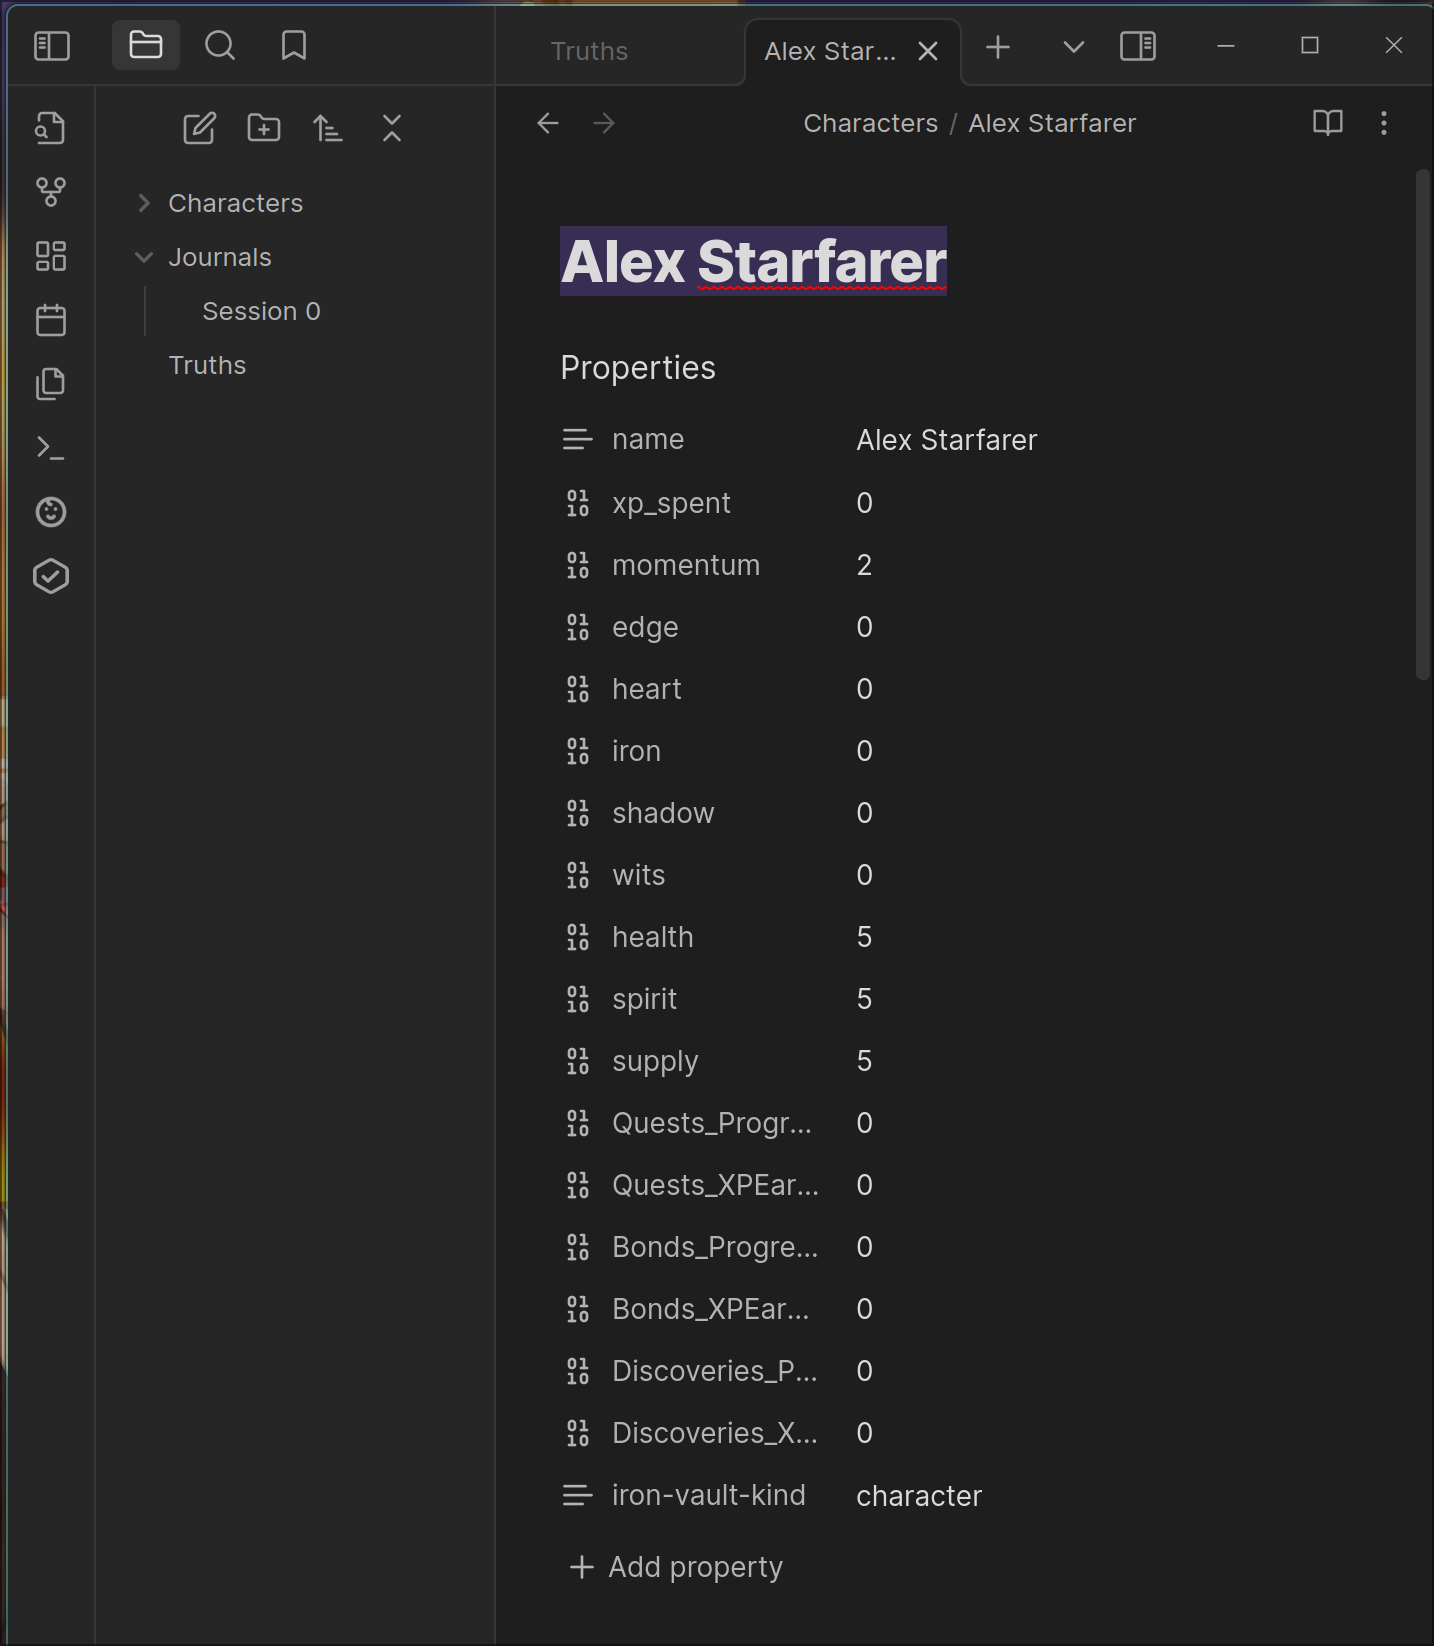 Truths
Alex Star...
Characters / Alex Starfarer
Characters
Journals
Session 0
Truths
Alex Starfarer
Properties
name Alex Starfarer
xp_spent 0
momentum 2
edge 0
heart 0
iron 0
shadow 0
wits 0
health 5
spirit 5
supply 5
Quests_Progr... 0
Quests_XPEar... 0
Bonds_Progre... 0
Bonds_XPEar... 0
Discoveries_P... 0
Discoveries_X... 0
iron-vault-kind character
Add property